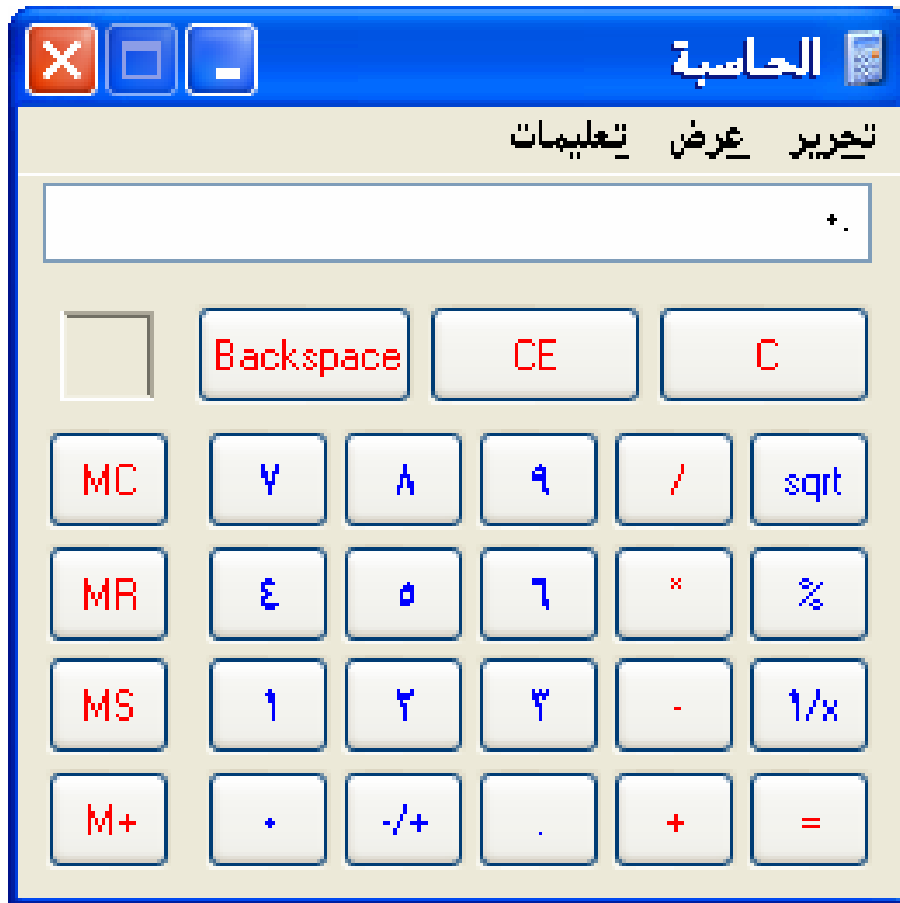 الحاسبة
تحرير عرض تعليمات
٠.
Backspace CE C
MC ٧ ٨ ٩ / sqrt
MR ٤ ٥ ٦ * %
MS ١ ٢ ٣ - ١/x
M+ ٠ -/+ . + =